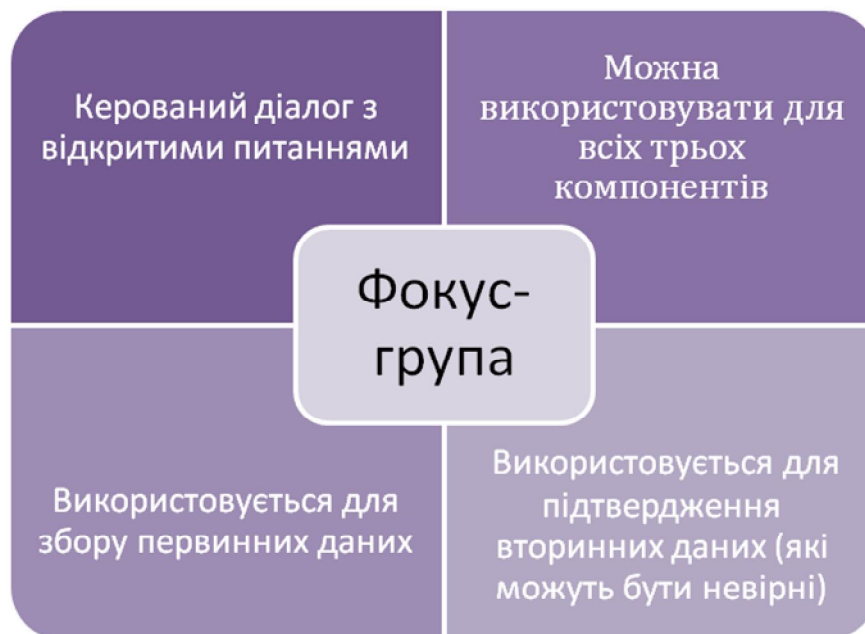 Керований діалог з
відкритими питаннями
Можна
використовувати для
всіх трьох
компонентів
Фокус-
група
Використовується для
збору первинних даних
Використовується для
підтвердження
вторинних даних (які
можуть бути невірні)